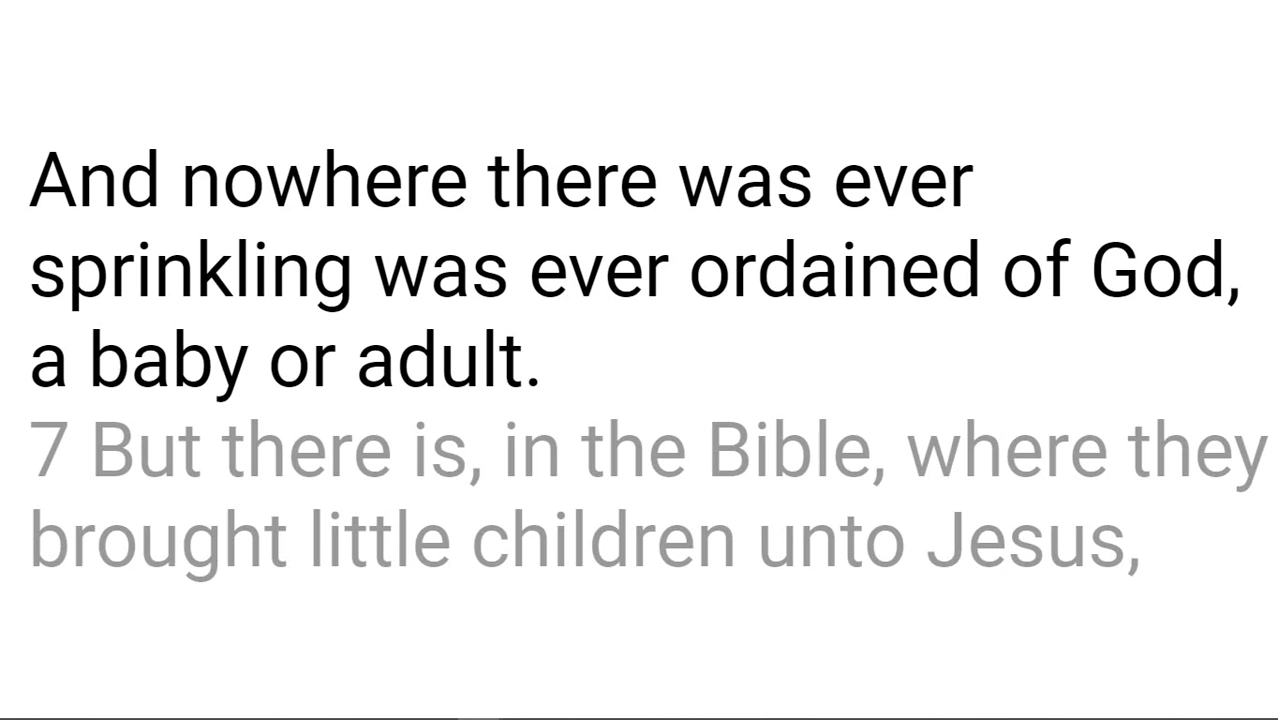 And nowhere there was ever
sprinkling was ever ordained of God,
a baby or adult.
7 But there is, in the Bible, where they
brought little children unto Jesus,